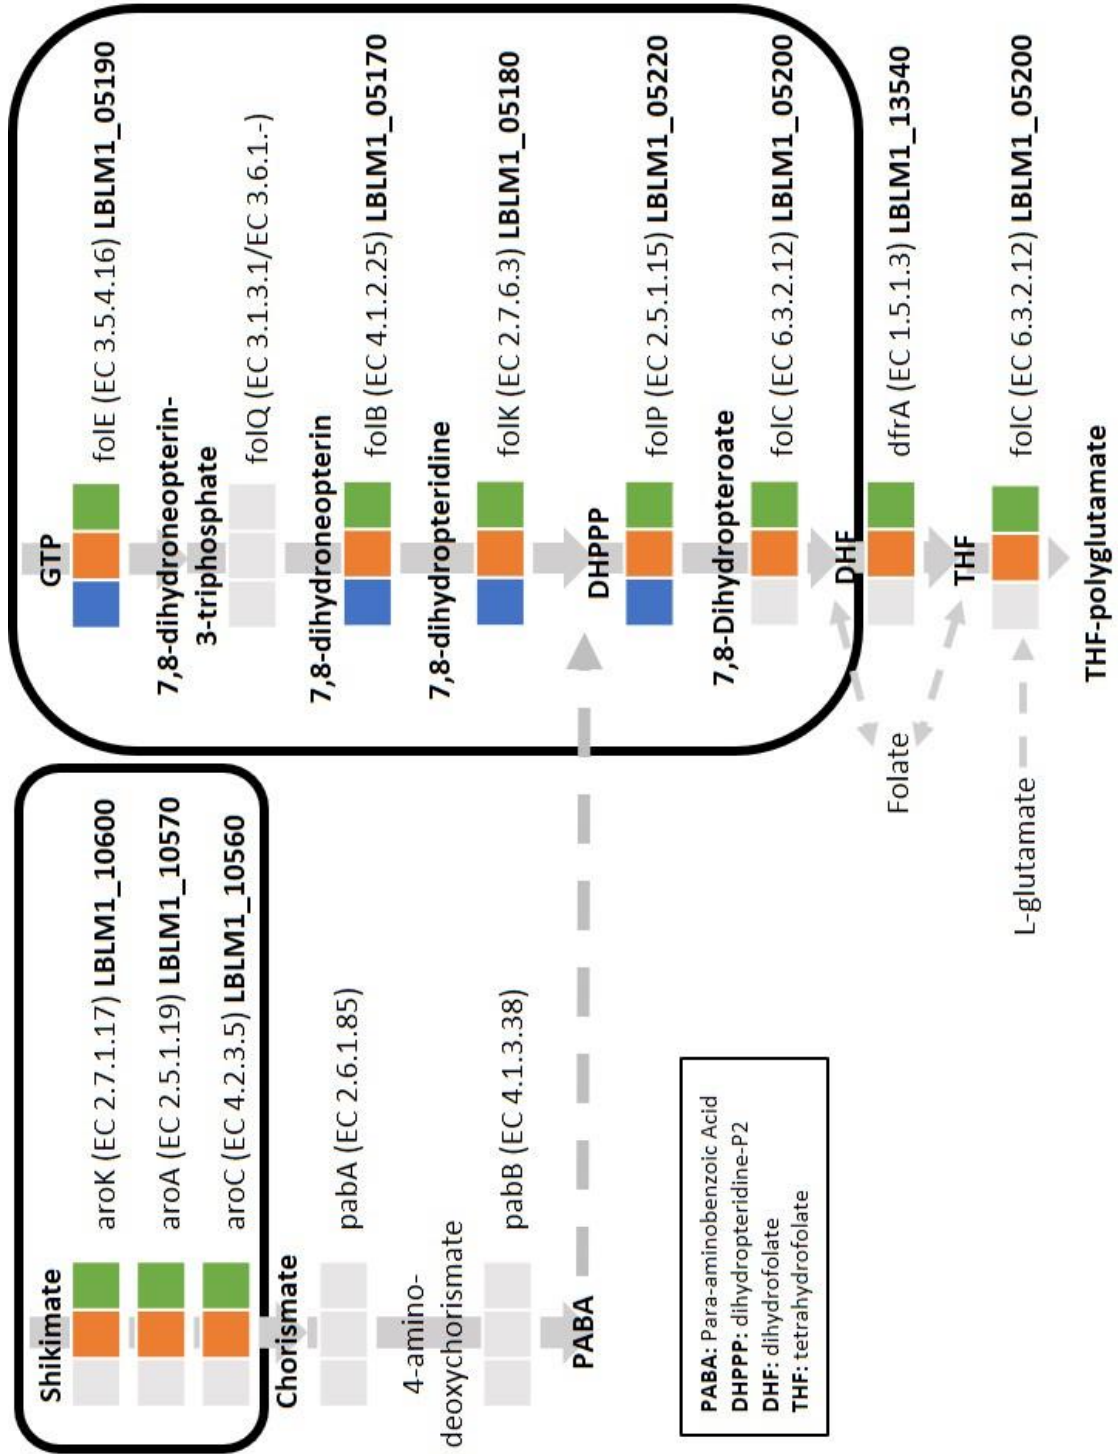 Shikimate
aroK (EC 2.7.1.17) LBLM1_10600
aroA (EC 2.5.1.19) LBLM1_10570
aroC (EC 4.2.3.5) LBLM1_10560
Chorismate
pabA (EC 2.6.1.85)
4-amino-
deoxychorismate
pabB (EC 4.1.3.38)
PABA
GTP
folE (EC 3.5.4.16) LBLM1_05190
7,8-dihydroneopterin-
3-triphosphate
folQ (EC 3.1.3.1/EC 3.6.1.-)
7,8-dihydroneopterin
folB (EC 4.1.2.25) LBLM1_05170
7,8-dihydropteridine
folK (EC 2.7.6.3) LBLM1_05180
DHPPP
folP (EC 2.5.1.15) LBLM1_05220
7,8-Dihydropteroate
folC (EC 6.3.2.12) LBLM1_05200
DHF
dfrA (EC 1.5.1.3) LBLM1_13540
Folate
THF
folC (EC 6.3.2.12) LBLM1_05200
L-glutamate
THF-polyglutamate
PABA: Para-aminobenzoic Acid
DHPPP: dihydropteridine-P2
DHF: dihydrofolate
THF: tetrahydrofolate